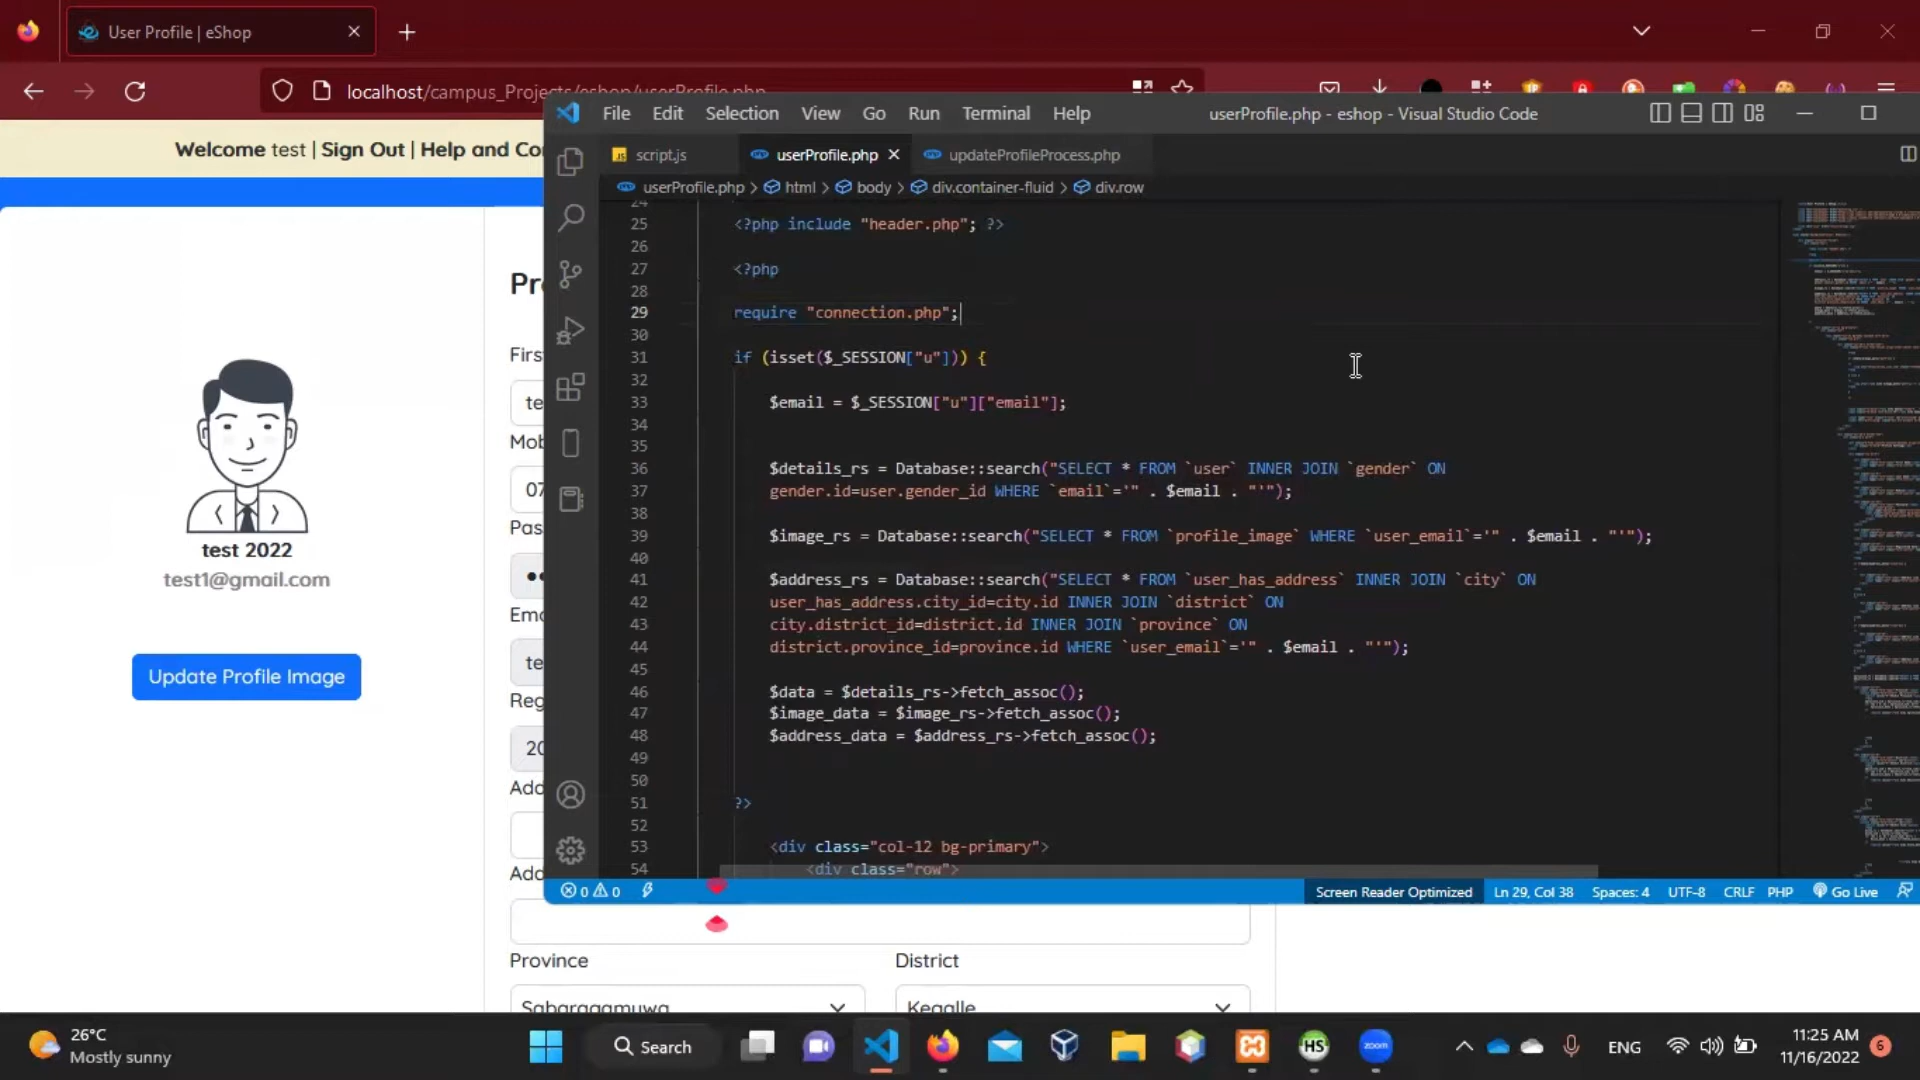 User Profile | eShop
localhost/campus_Projects/eshop/userProfile.php
Welcome test | Sign Out | Help and Co
test 2022
test1@gmail.com
Update Profile Image
Pr
Firs
te
Mob
07
Pas
Ema
te
Reg
20
Add
Add
Province
District
Sabaragamuwa
Kegalle
File Edit Selection View Go Run Terminal Help
userProfile.php - eshop - Visual Studio Code
script.js
userProfile.php
updateProfileProcess.php
userProfile.php > html > body > div.container-fluid > div.row
24
25 <?php include "header.php"; ?>
26
27 <?php
28
29 require "connection.php";
30
31 if (isset($_SESSION["u"])) {
32
33 $email = $_SESSION["u"]["email"];
34
35
36 $details_rs = Database::search("SELECT * FROM `user` INNER JOIN `gender` ON
37 gender.id=user.gender_id WHERE `email`='" . $email . "'");
38
39 $image_rs = Database::search("SELECT * FROM `profile_image` WHERE `user_email`='" . $email . "'");
40
41 $address_rs = Database::search("SELECT * FROM `user_has_address` INNER JOIN `city` ON
42 user_has_address.city_id=city.id INNER JOIN `district` ON
43 city.district_id=district.id INNER JOIN `province` ON
44 district.province_id=province.id WHERE `user_email`='" . $email . "'");
45
46 $data = $details_rs->fetch_assoc();
47 $image_data = $image_rs->fetch_assoc();
48 $address_data = $address_rs->fetch_assoc();
49
50
51 ?>
52
53 <div class="col-12 bg-primary">
54 <div class="row">
0 0
Screen Reader Optimized Ln 29, Col 38 Spaces: 4 UTF-8 CRLF PHP Go Live
26°C
Mostly sunny
Search
HS
zoom
ENG
11:25 AM
11/16/2022
6